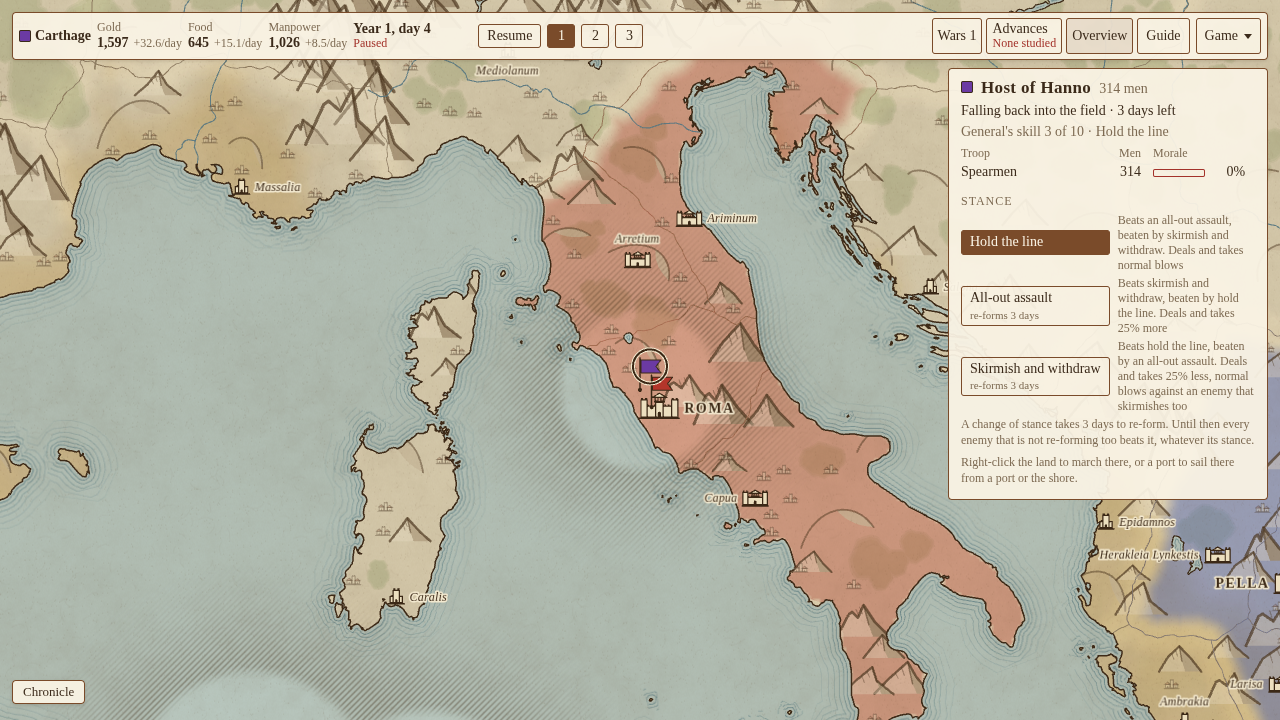 Carthage
Gold
1,597 +32.6/day
Food
645 +15.1/day
Manpower
1,026 +8.5/day
Year 1, day 4
Paused
Resume
1
2
3
Wars 1
Advances
None studied
Overview
Guide
Game
Host of Hanno 314 men
Falling back into the field · 3 days left
General's skill 3 of 10 · Hold the line
Troop Men Morale
Spearmen 314 0%
STANCE
Hold the line
Beats an all-out assault,
beaten by skirmish and
withdraw. Deals and takes
normal blows
All-out assault
re-forms 3 days
Beats skirmish and
withdraw, beaten by hold
the line. Deals and takes
25% more
Skirmish and withdraw
re-forms 3 days
Beats hold the line, beaten
by an all-out assault. Deals
and takes 25% less, normal
blows against an enemy that
skirmishes too
A change of stance takes 3 days to re-form. Until then every
enemy that is not re-forming too beats it, whatever its stance.
Right-click the land to march there, or a port to sail there
from a port or the shore.
Mediolanum
Massalia
Ariminum
Arretium
ROMA
Capua
Caralis
Epidamnos
Herakleia Lynkestis
PELLA
Larisa
Ambrakia
Chronicle